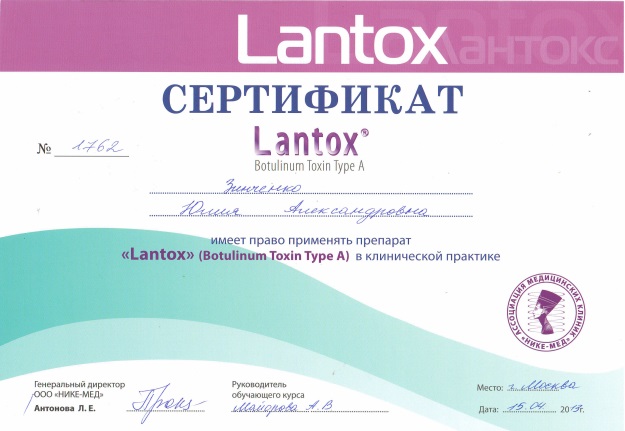 Lantox Лантокс
СЕРТИФИКАТ
№ 1762
Lantox®
Botulinum Toxin Type A
Зинченко
Юлия Александровна
имеет право применять препарат
«Lantox» (Botulinum Toxin Type A) в клинической практике
АССОЦИАЦИЯ МЕДИЦИНСКИХ КЛИНИК
«НИКЕ-МЕД»
Генеральный директор
ООО «НИКЕ-МЕД»
Антонова Л. Е.
Руководитель
обучающего курса
Майорова А В
Место: г. Москва
Дата: 15.04 2013г.